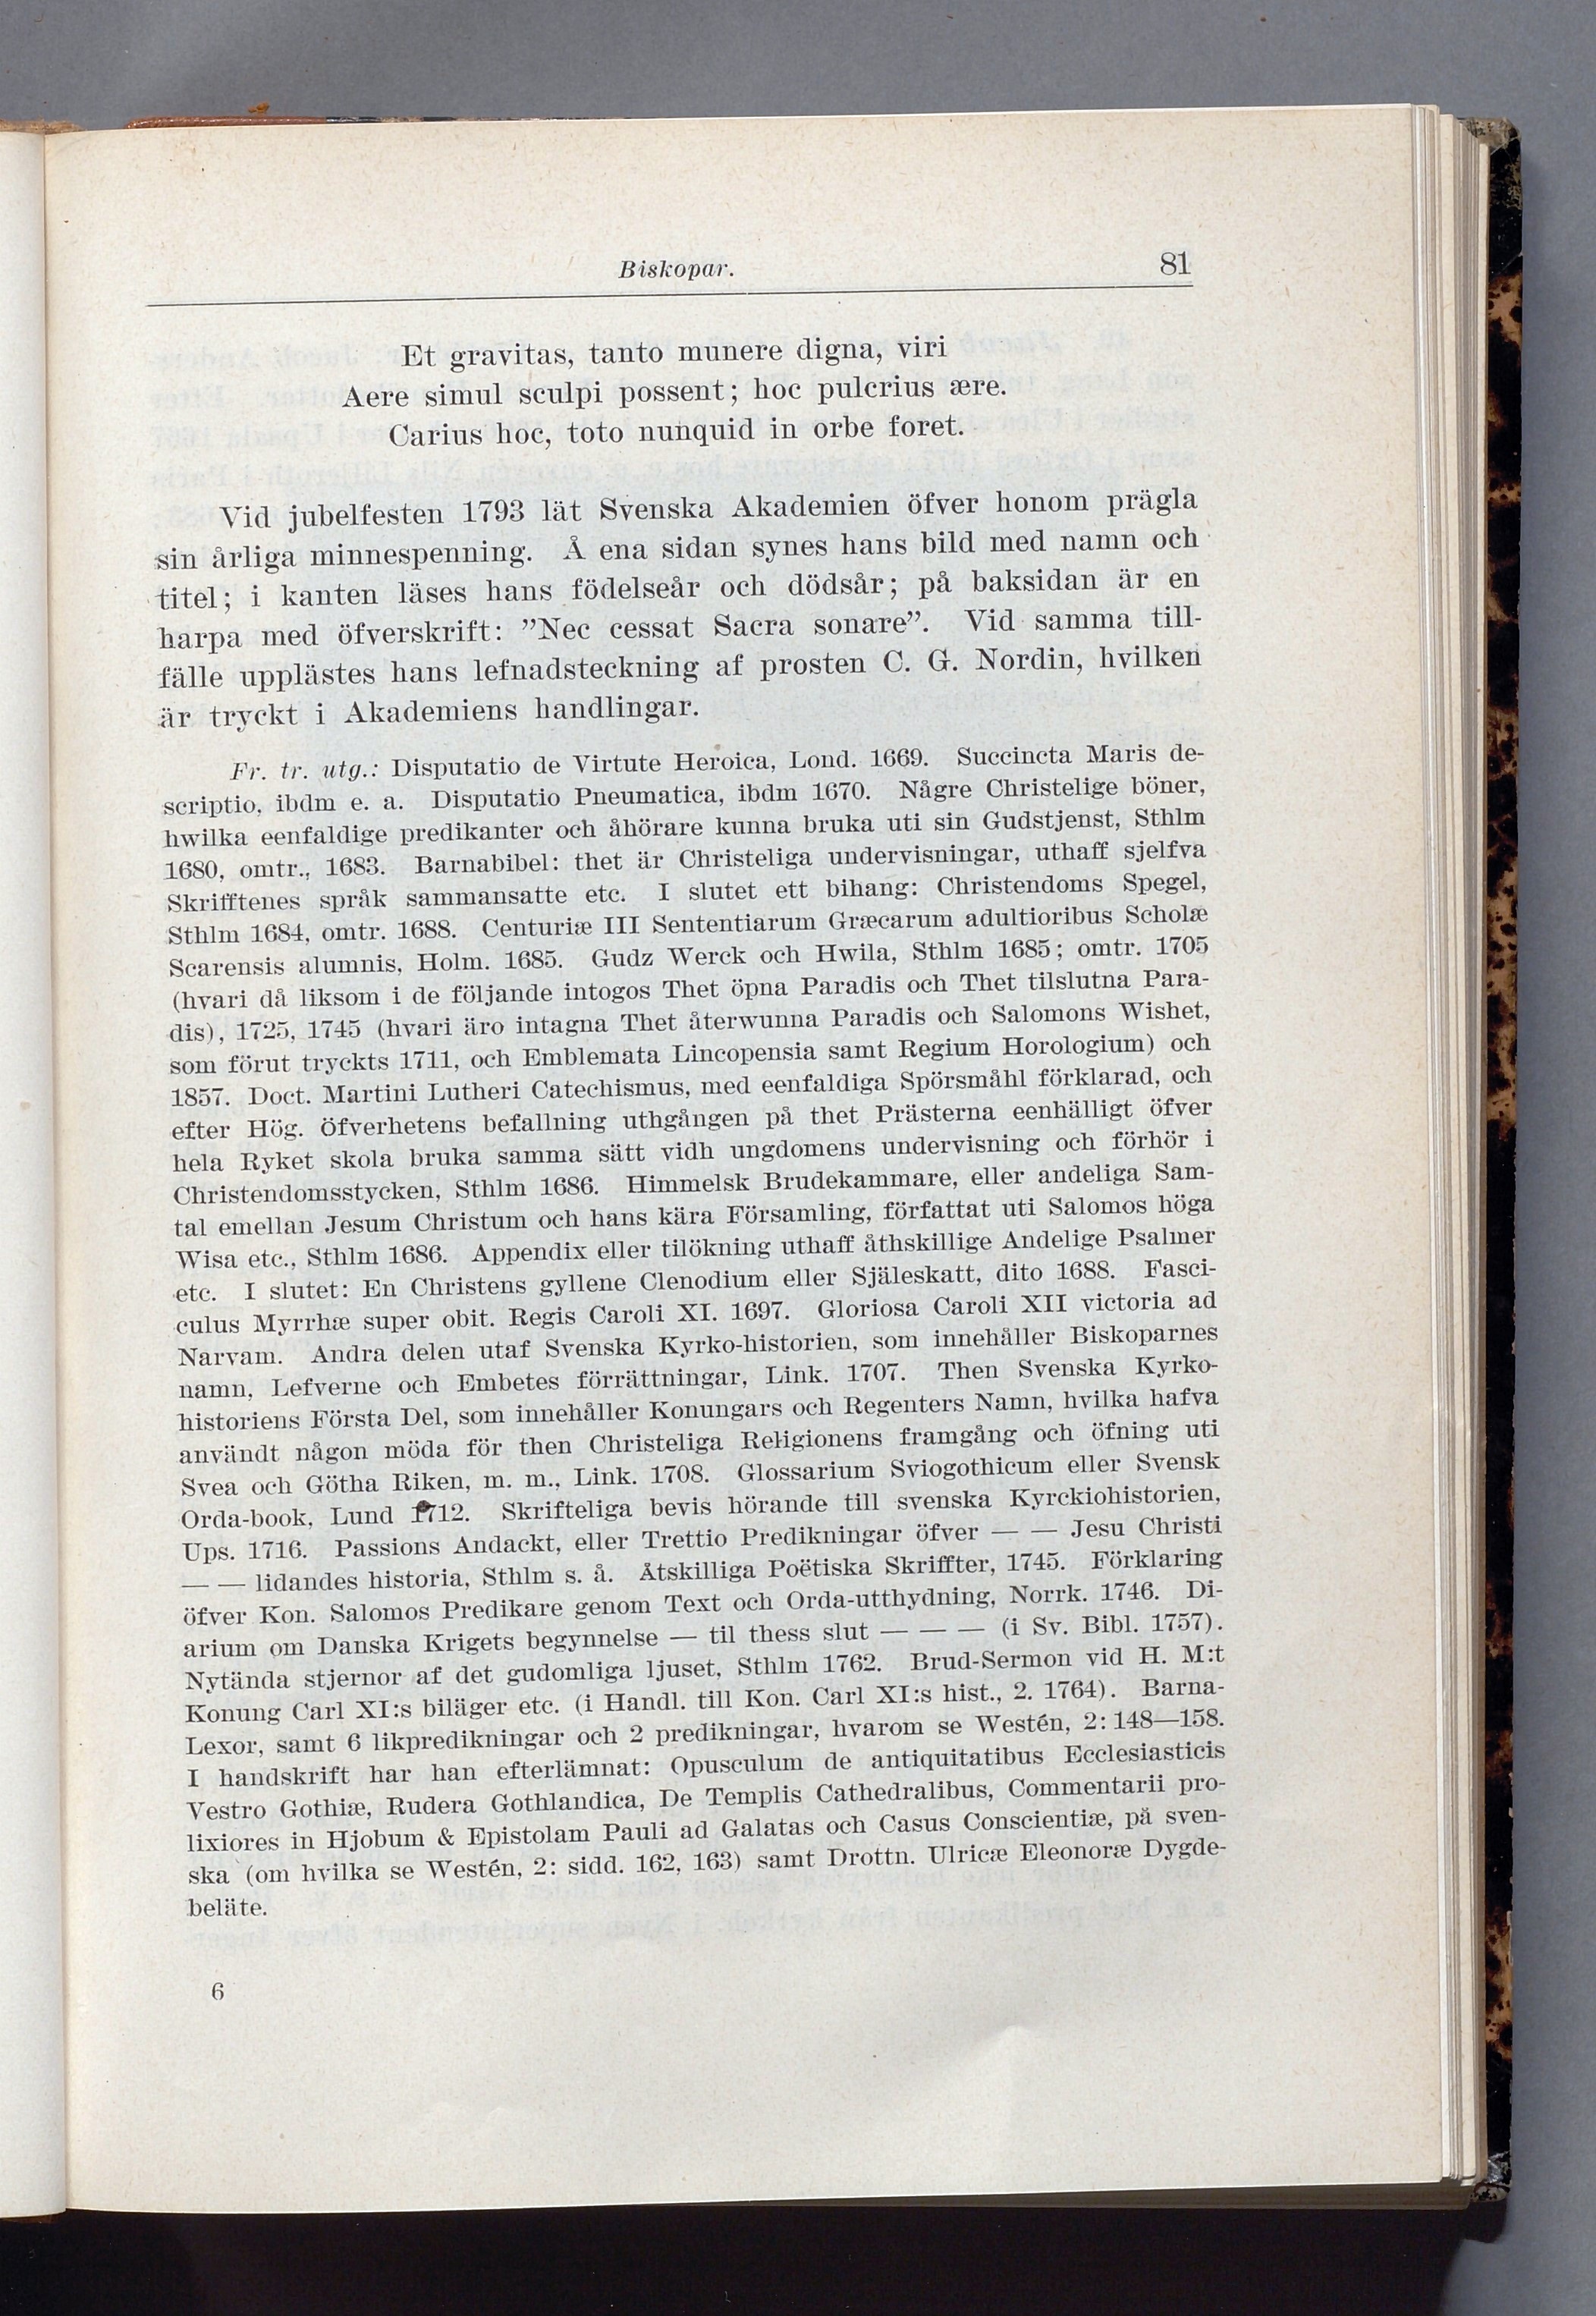 Biskopar. 81
Et gravitas, tanto munere digna, viri
Aere simul sculpi possent; hoc pulcrius ære.
Carius hoc, toto nunquid in orbe foret.
Vid jubelfesten 1793 lät Svenska Akademien öfver honom prägla
sin årliga minnespenning. Å ena sidan synes hans bild med namn och
titel; i kanten läses hans födelseår och dödsår; på baksidan är en
harpa med öfverskrift: ”Nec cessat Sacra sonare”. Vid samma till-
fälle upplästes hans lefnadsteckning af prosten C. G. Nordin, hvilken
är tryckt i Akademiens handlingar.
Fr. tr. utg.: Disputatio de Virtute Heroica, Lond. 1669. Succincta Maris de-
scriptio, ibdm e. a. Disputatio Pneumatica, ibdm 1670. Någre Christelige böner,
hwilka eenfaldige predikanter och åhörare kunna bruka uti sin Gudstjenst, Sthlm
1680, omtr., 1683. Barnabibel: thet är Christeliga undervisningar, uthaff sjelfva
Skrifftenes språk sammansatte etc. I slutet ett bihang: Christendoms Spegel,
Sthlm 1684, omtr. 1688. Centuriæ III Sententiarum Græcarum adultioribus Scholæ
Scarensis alumnis, Holm. 1685. Gudz Werck och Hwila, Sthlm 1685; omtr. 1705
(hvari då liksom i de följande intogos Thet öpna Paradis och Thet tilslutna Para-
dis), 1725, 1745 (hvari äro intagna Thet återwunna Paradis och Salomons Wishet,
som förut tryckts 1711, och Emblemata Lincopensia samt Regium Horologium) och
1857. Doct. Martini Lutheri Catechismus, med eenfaldiga Spörsmåhl förklarad, och
efter Hög. Öfverhetens befallning uthgången på thet Prästerna eenhälligt öfver
hela Ryket skola bruka samma sätt vidh ungdomens undervisning och förhör i
Christendomsstycken, Sthlm 1686. Himmelsk Brudekammare, eller andeliga Sam-
tal emellan Jesum Christum och hans kära Församling, författat uti Salomos höga
Wisa etc., Sthlm 1686. Appendix eller tilökning uthaff åthskillige Andelige Psalmer
etc. I slutet: En Christens gyllene Clenodium eller Själeskatt, dito 1688. Fasci-
culus Myrrhæ super obit. Regis Caroli XI. 1697. Gloriosa Caroli XII victoria ad
Narvam. Andra delen utaf Svenska Kyrko-historien, som innehåller Biskoparnes
namn, Lefverne och Embetes förrättningar, Link. 1707. Then Svenska Kyrko-
historiens Första Del, som innehåller Konungars och Regenters Namn, hvilka hafva
användt någon möda för then Christeliga Religionens framgång och öfning uti
Svea och Götha Riken, m. m., Link. 1708. Glossarium Sviogothicum eller Svensk
Orda-book, Lund 1712. Skrifteliga bevis hörande till svenska Kyrckiohistorien,
Ups. 1716. Passions Andackt, eller Trettio Predikningar öfver — — Jesu Christi
— — lidandes historia, Sthlm s. å. Åtskilliga Poëtiska Skriffter, 1745. Förklaring
öfver Kon. Salomos Predikare genom Text och Orda-utthydning, Norrk. 1746. Di-
arium om Danska Krigets begynnelse — til thess slut — — — (i Sv. Bibl. 1757).
Nytända stjernor af det gudomliga ljuset, Sthlm 1762. Brud-Sermon vid H. M:t
Konung Carl XI:s biläger etc. (i Handl. till Kon. Carl XI:s hist., 2. 1764). Barna-
Lexor, samt 6 likpredikningar och 2 predikningar, hvarom se Westén, 2: 148—158.
I handskrift har han efterlämnat: Opusculum de antiquitatibus Ecclesiasticis
Vestro Gothiæ, Rudera Gothlandica, De Templis Cathedralibus, Commentarii pro-
lixiores in Hjobum & Epistolam Pauli ad Galatas och Casus Conscientiæ, på sven-
ska (om hvilka se Westén, 2: sidd. 162, 163) samt Drottn. Ulricæ Eleonoræ Dygde-
beläte.
6